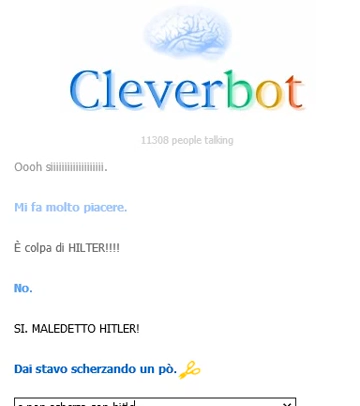 Cleverbot
11308 people talking
Oooh siiiiiiiiiiiiiiiiiii.
Mi fa molto piacere.
È colpa di HILTER!!!!
No.
SI. MALEDETTO HITLER!
Dai stavo scherzando un pò.